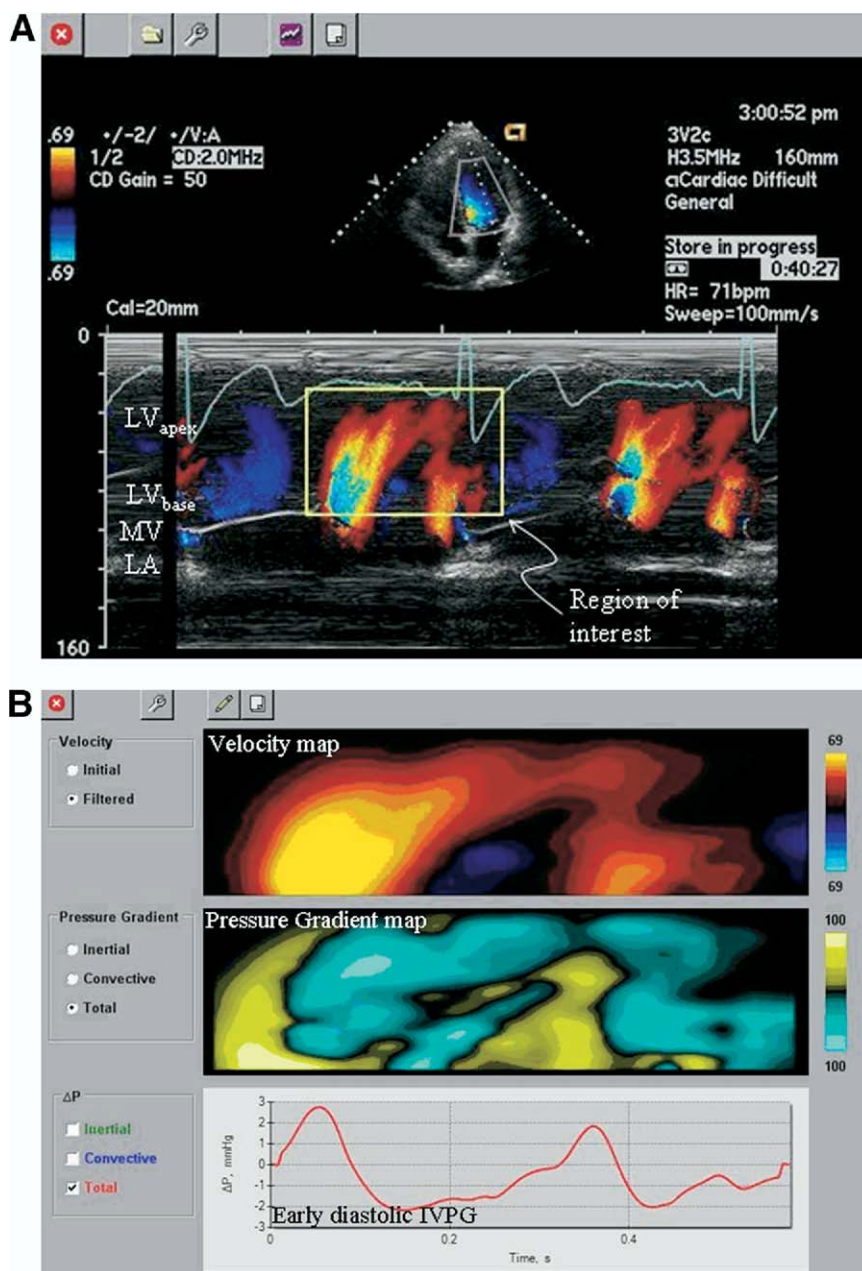 A
3:00:52 pm
.69
+/-2/ +/V:A
1/2 CD:2.0MHz
CD Gain = 50
.69
3V2c
H3.5MHz 160mm
Cardiac Difficult
General
Store in progress
0:40:27
HR= 71bpm
Sweep=100mm/s
Cal=20mm
0
LVapex
LVbase
MV
LA
160
Region of
interest
B
Velocity
Initial
Filtered
Velocity map
69
69
Pressure Gradient
Inertial
Convective
Total
Pressure Gradient map
100
100
ΔP
Inertial
Convective
Total
ΔP, mmHg
3
2
1
0
-1
-2
-3
Early diastolic IVPG
0
0.2
0.4
Time, s